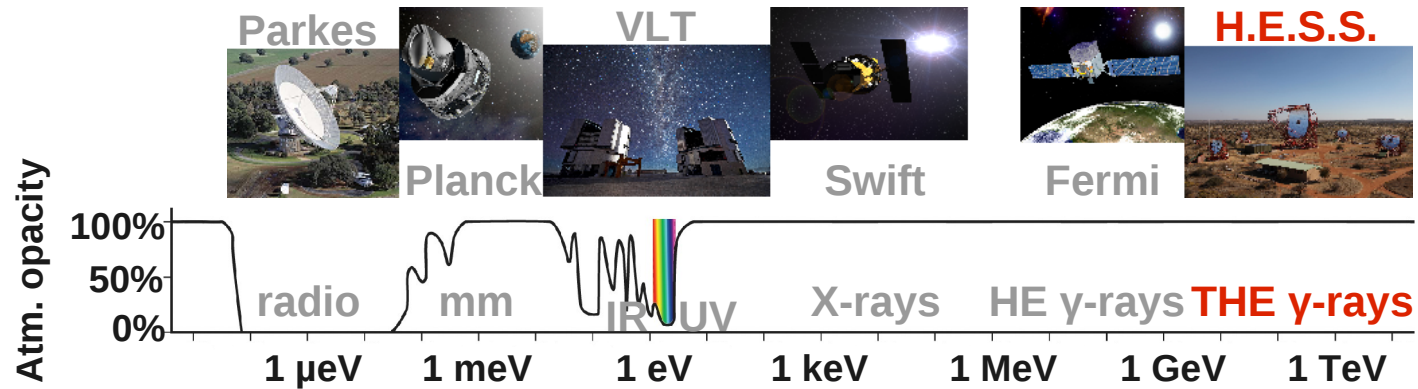 Parkes
VLT
H.E.S.S.
Planck
Swift
Fermi
Atm. opacity
100%
50%
0%
radio
mm
IR
UV
X-rays
HE γ-rays
THE γ-rays
1 μeV
1 meV
1 eV
1 keV
1 MeV
1 GeV
1 TeV